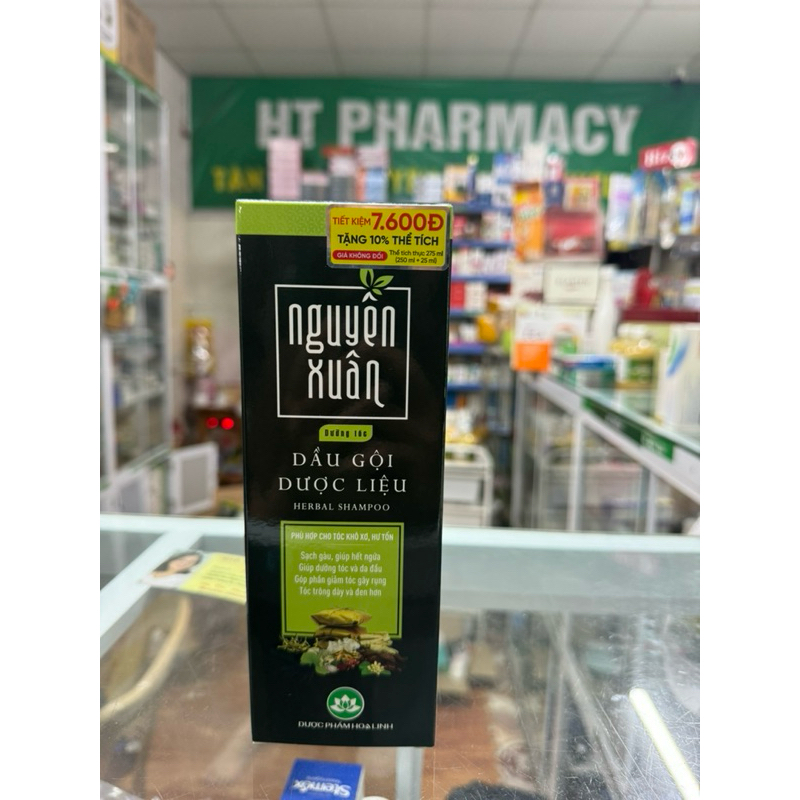 HT PHARMACY
TÂN
TIẾT KIỆM 7.600Đ
TẶNG 10% THỂ TÍCH
GIÁ KHÔNG ĐỔI
Thể tích thực 275 ml
(250 ml + 25 ml)
nguyên
xuân
Dưỡng tóc
DẦU GỘI
DƯỢC LIỆU
HERBAL SHAMPOO
PHÙ HỢP CHO TÓC KHÔ XƠ, HƯ TỔN
Sạch gàu, giúp hết ngứa
Giúp dưỡng tóc và da đầu
Góp phần giảm tóc gãy rụng
Tóc trông dày và đen hơn
DƯỢC PHẨM HOA LINH